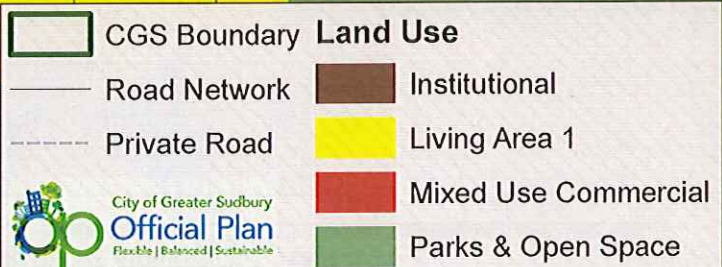 CGS Boundary
Road Network
Private Road
City of Greater Sudbury
Official Plan
Flexible | Balanced | Sustainable
Land Use
Institutional
Living Area 1
Mixed Use Commercial
Parks & Open Space